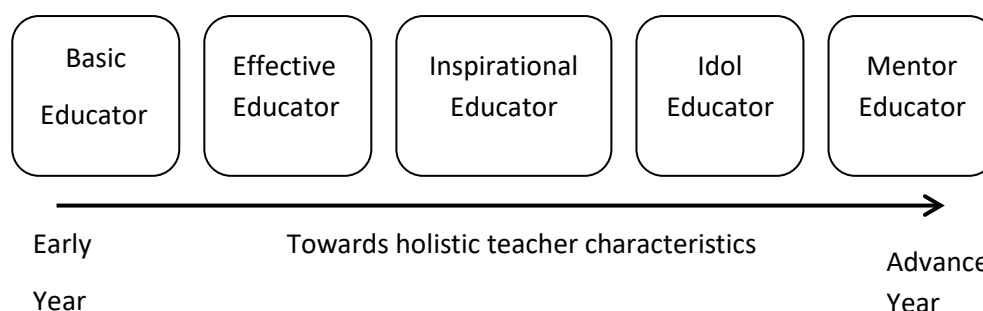 Basic
Educator
Effective
Educator
Inspirational
Educator
Idol
Educator
Mentor
Educator
Early
Year
Towards holistic teacher characteristics
Advance
Year